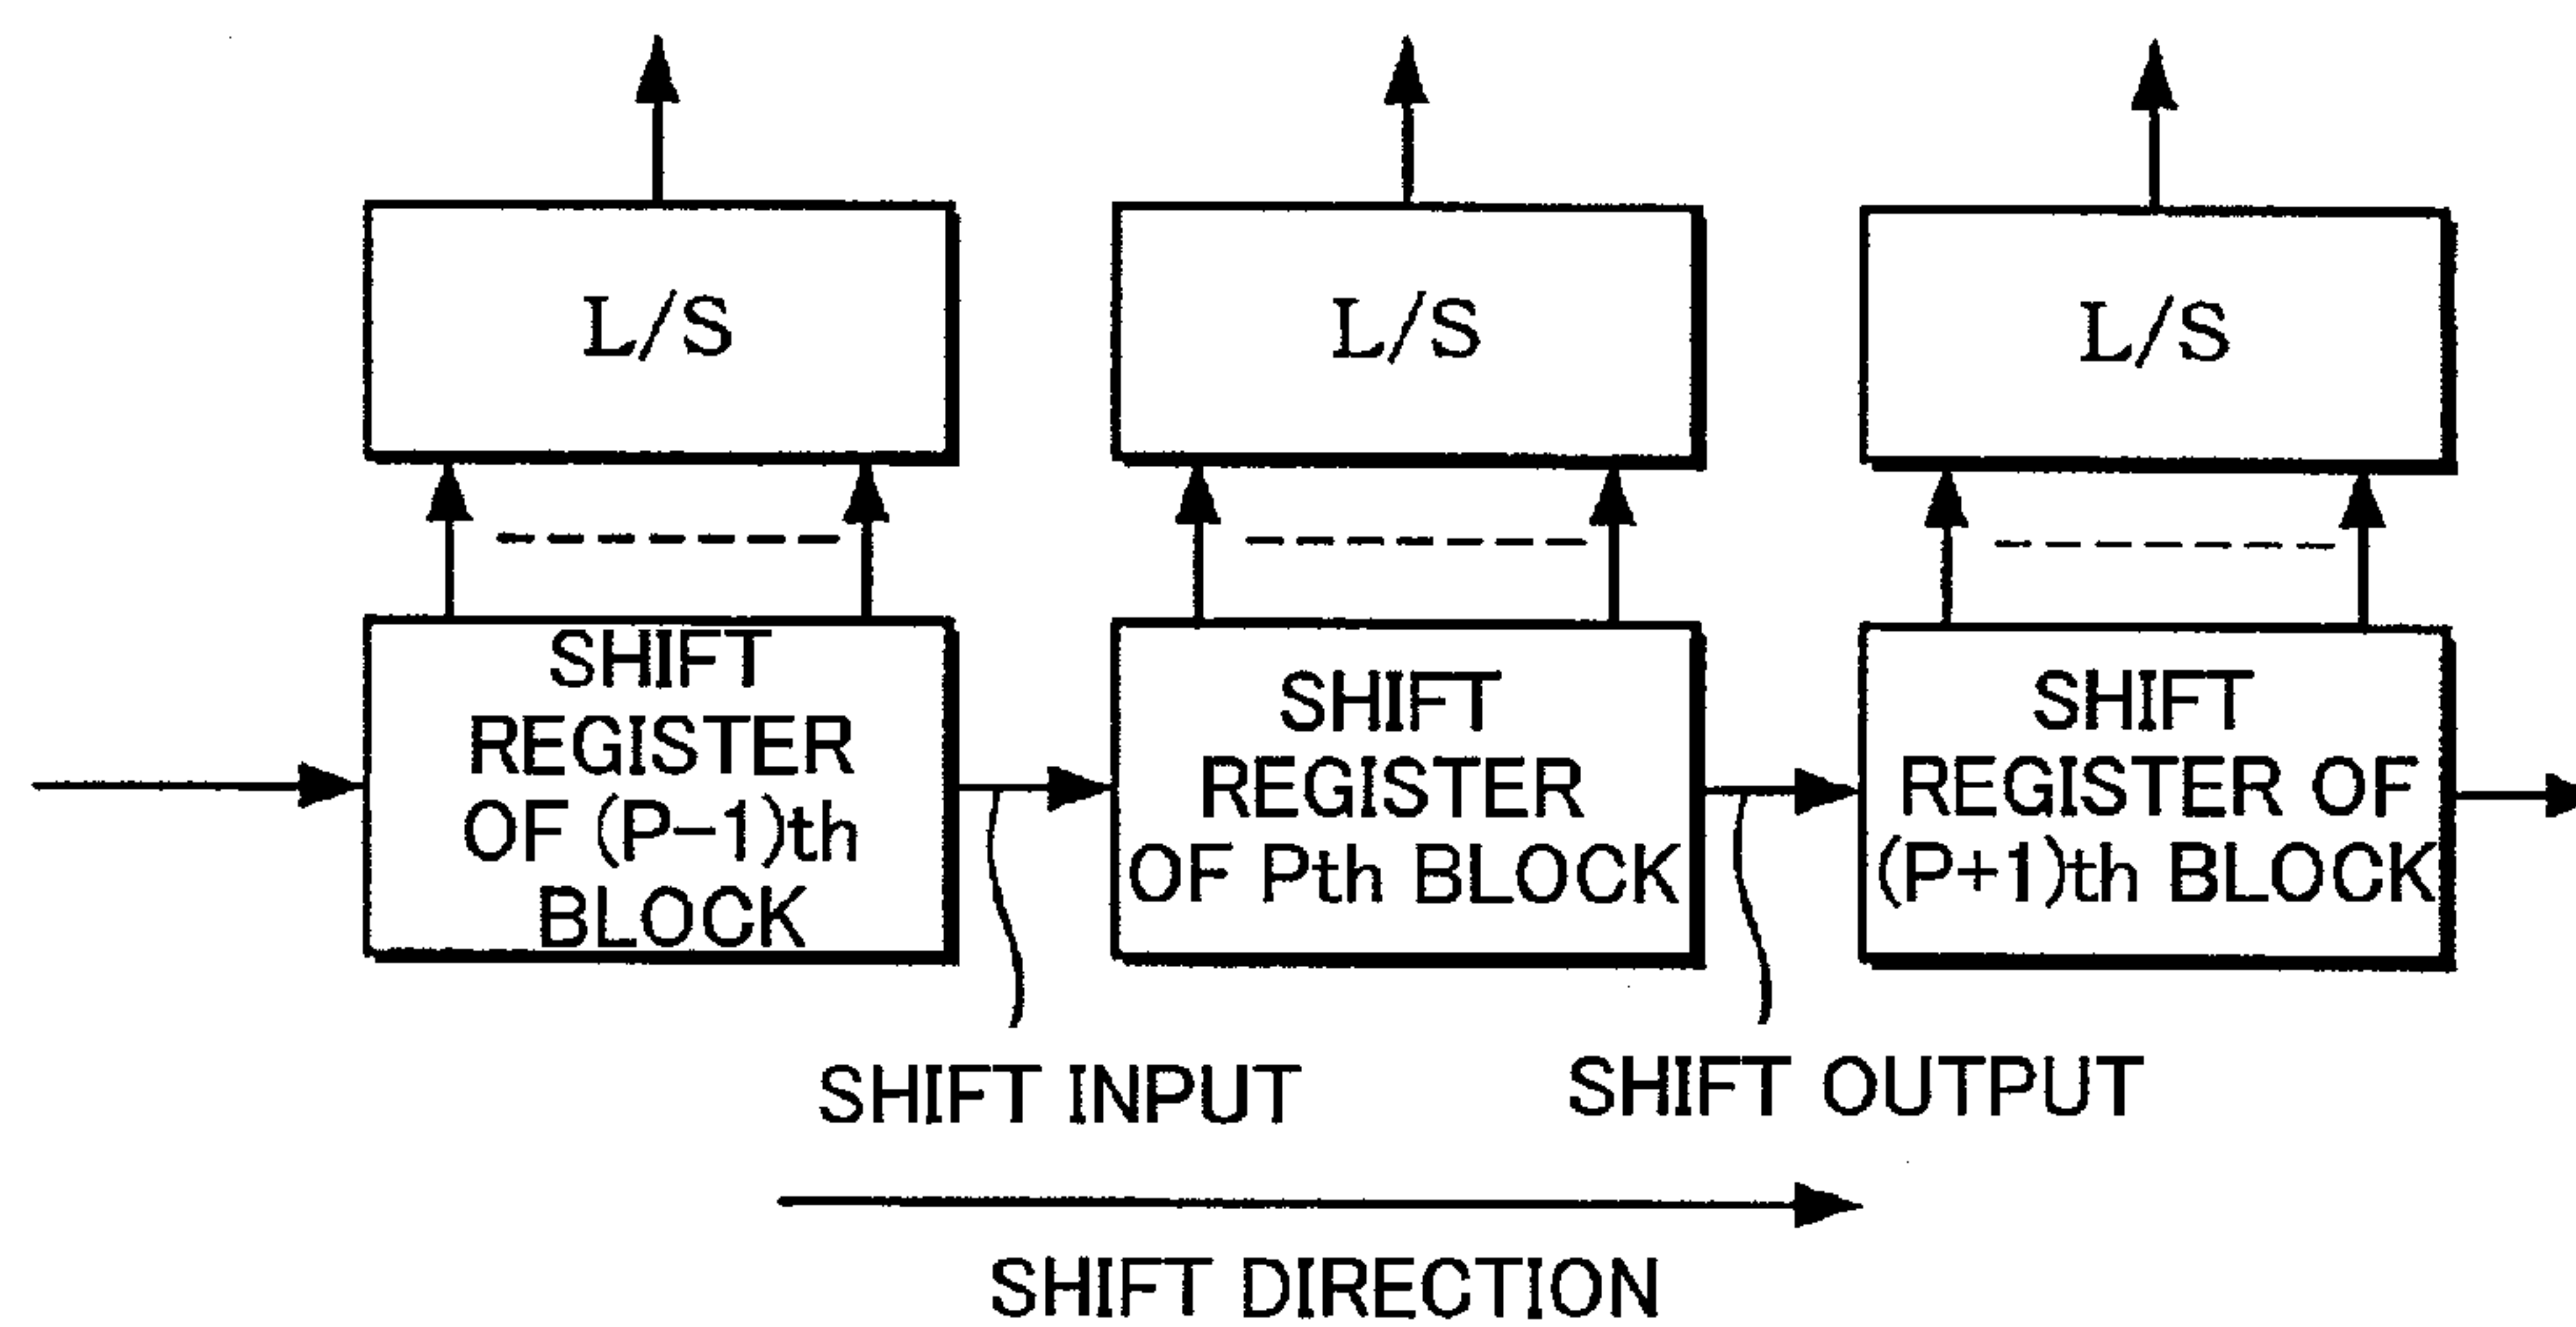 L/S
L/S
L/S
SHIFT
REGISTER
OF (P-1)th
BLOCK
SHIFT
REGISTER
OF Pth BLOCK
SHIFT
REGISTER OF
(P+1)th BLOCK
SHIFT INPUT
SHIFT OUTPUT
SHIFT DIRECTION